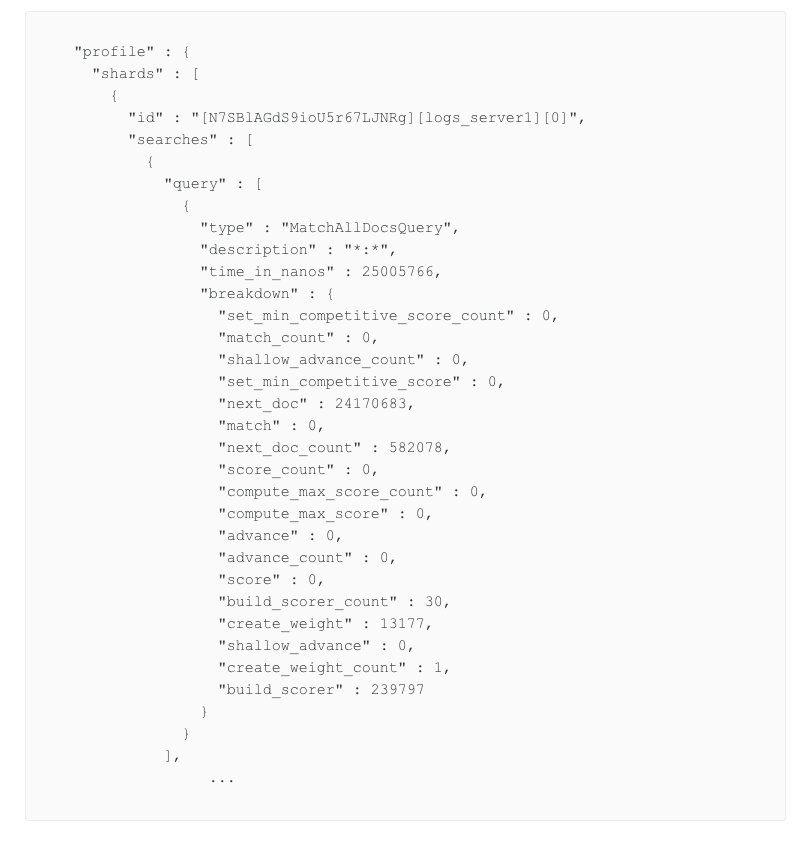 "profile" : {
"shards" : [
{
"id" : "[N7SBlAGdS9ioU5r67LJNRg][logs_server1][0]",
"searches" : [
{
"query" : [
{
"type" : "MatchAllDocsQuery",
"description" : "*:*",
"time_in_nanos" : 25005766,
"breakdown" : {
"set_min_competitive_score_count" : 0,
"match_count" : 0,
"shallow_advance_count" : 0,
"set_min_competitive_score" : 0,
"next_doc" : 24170683,
"match" : 0,
"next_doc_count" : 582078,
"score_count" : 0,
"compute_max_score_count" : 0,
"compute_max_score" : 0,
"advance" : 0,
"advance_count" : 0,
"score" : 0,
"build_scorer_count" : 30,
"create_weight" : 13177,
"shallow_advance" : 0,
"create_weight_count" : 1,
"build_scorer" : 239797
}
}
],
...